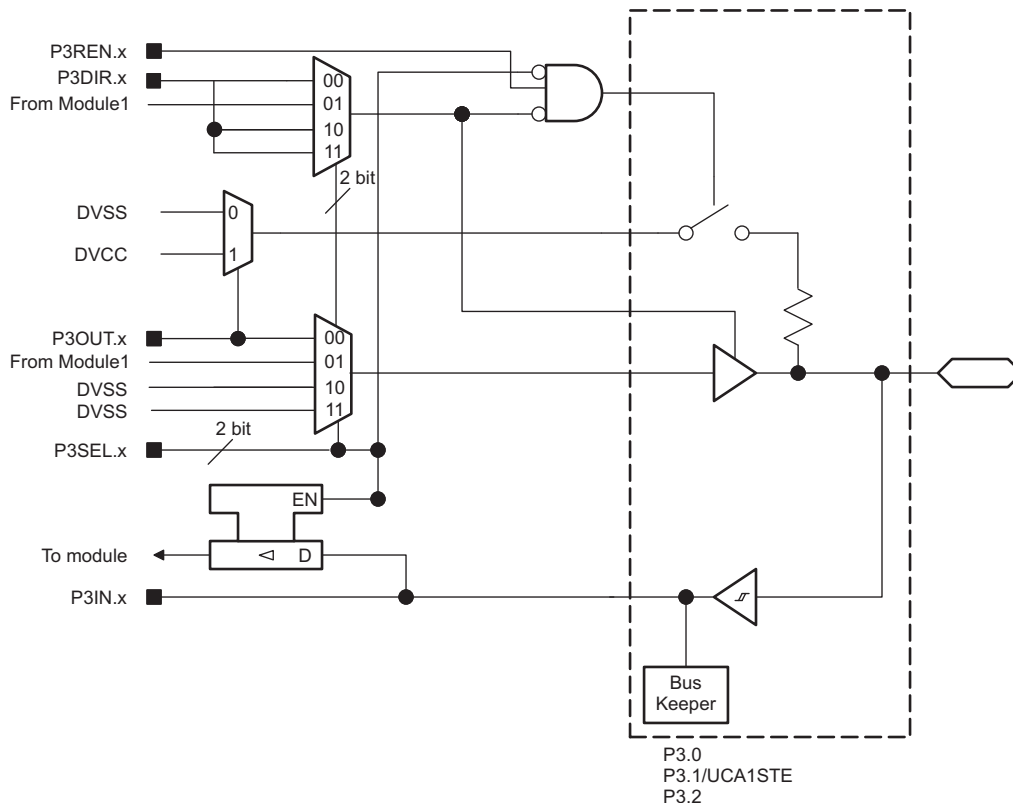 P3REN.x
P3DIR.x
From Module1
00
01
10
11
2 bit
DVSS
DVCC
0
1
P3OUT.x
From Module1
DVSS
DVSS
00
01
10
11
P3SEL.x
2 bit
EN
D
To module
P3IN.x
Bus
Keeper
P3.0
P3.1/UCA1STE
P3.2